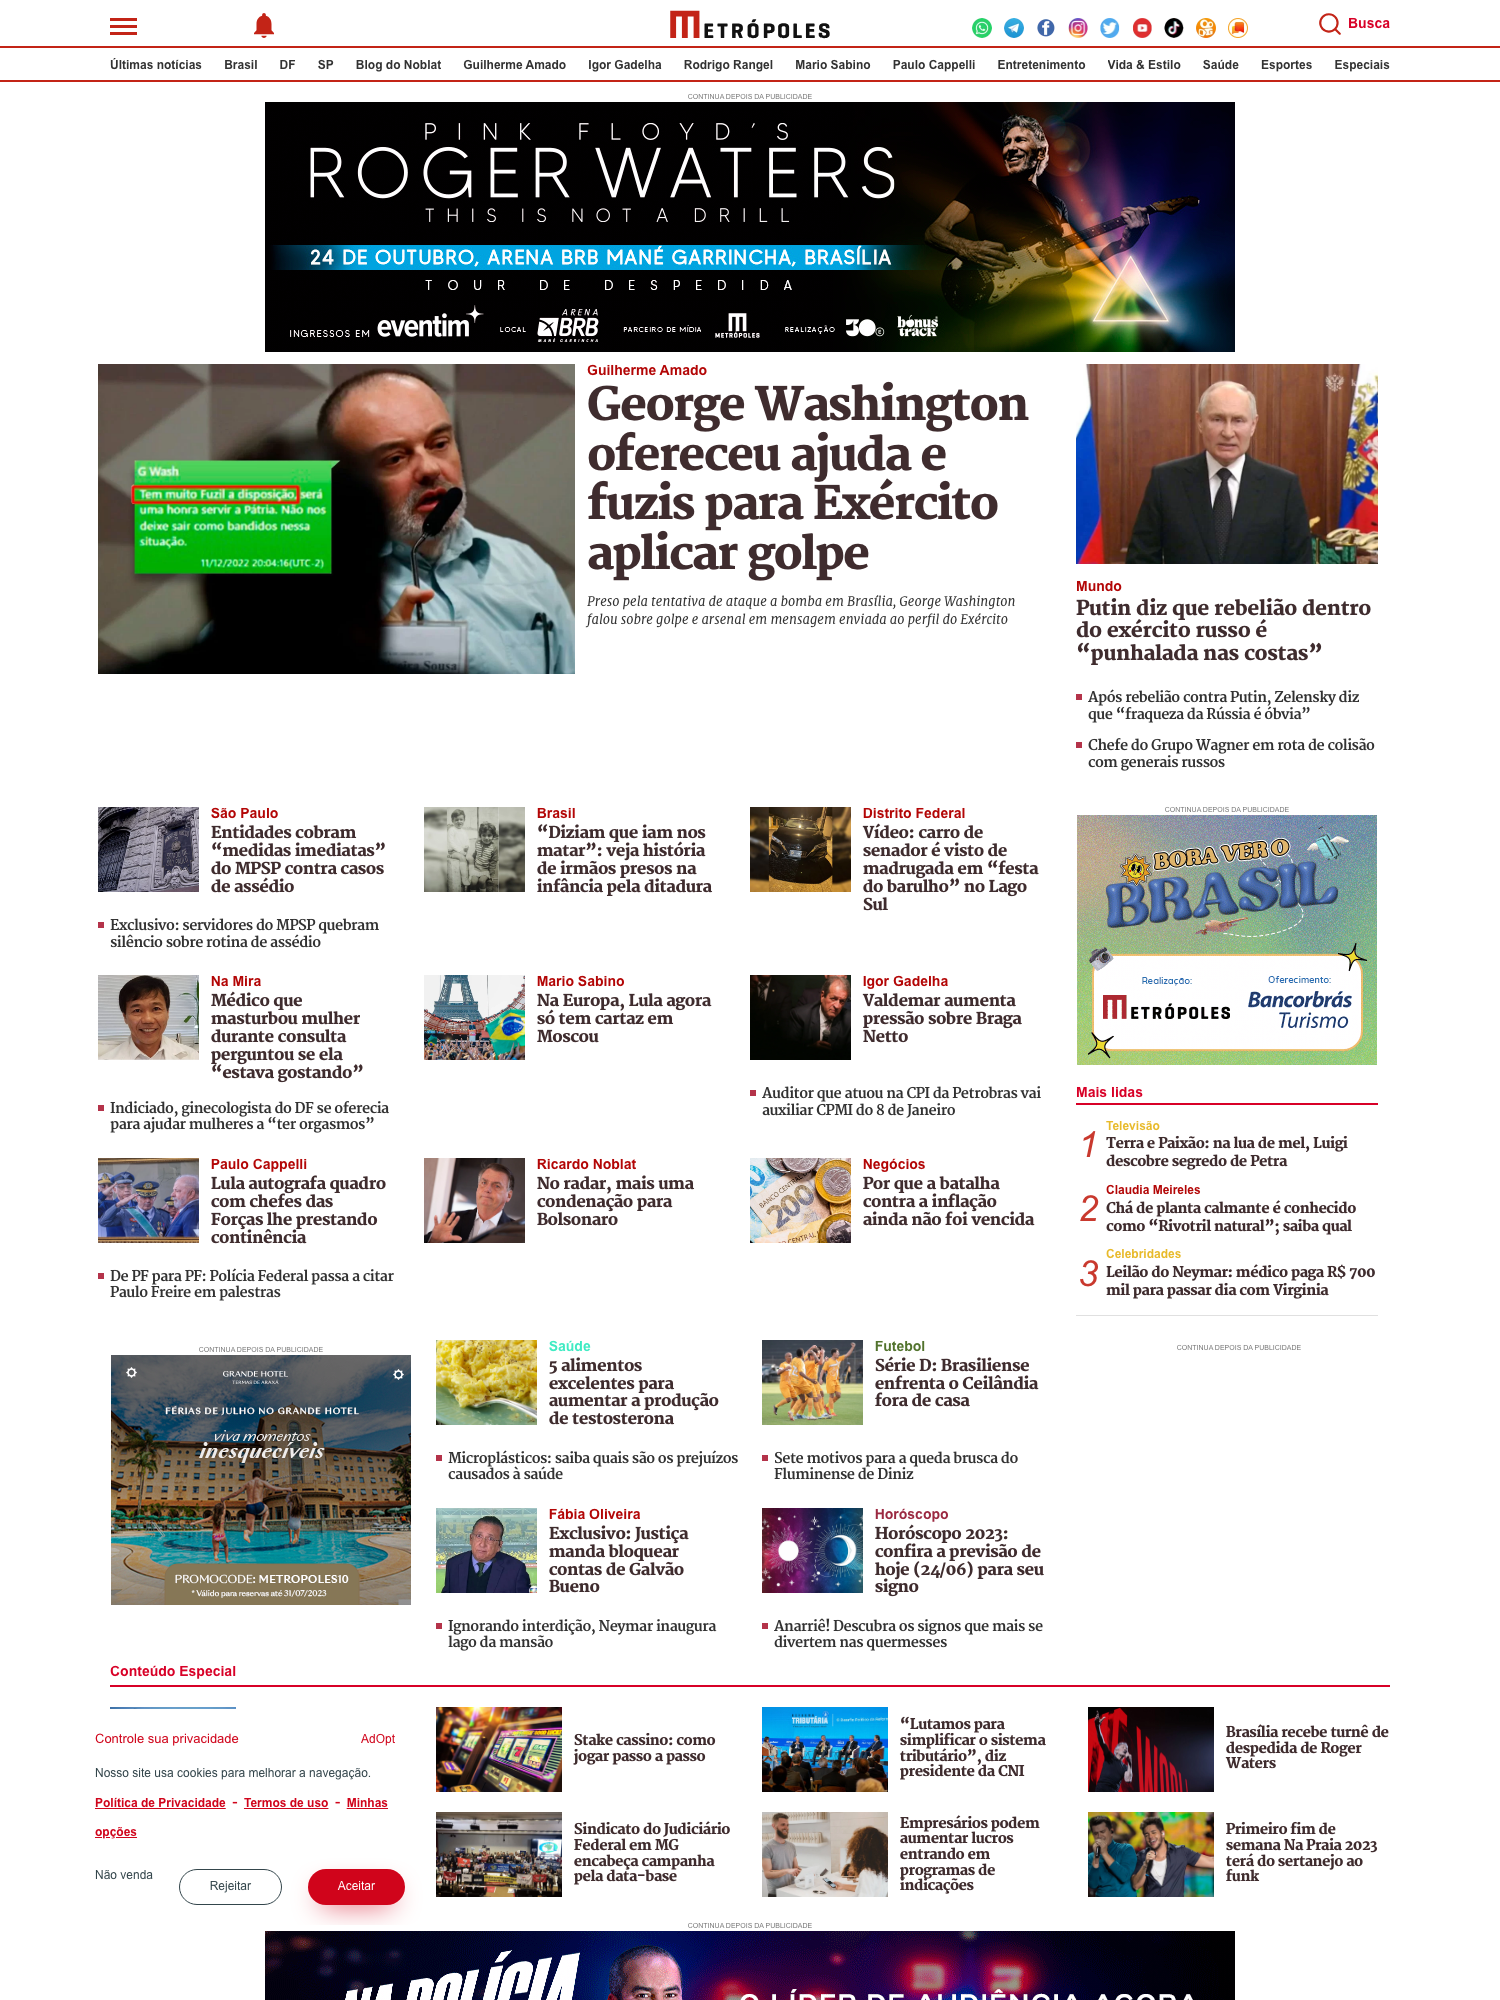 METRÓPOLES
Busca
Últimas notícias Brasil DF SP Blog do Noblat Guilherme Amado Igor Gadelha Rodrigo Rangel Mario Sabino Paulo Cappelli Entretenimento Vida & Estilo Saúde Esportes Especiais
CONTINUA DEPOIS DA PUBLICIDADE
PINK FLOYD'S
ROGER WATERS
THIS IS NOT A DRILL
24 DE OUTUBRO, ARENA BRB MANÉ GARRINCHA, BRASÍLIA
TOUR DE DESPEDIDA
INGRESSOS EM eventim LOCAL ARENA BRB MANÉ GARRINCHA PARCEIRO DE MÍDIA METRÓPOLES REALIZAÇÃO 30e bónus track
G Wash
Tem muito Fuzil a disposição, será
uma honra servir a Pátria. Não nos
deixe sair como bandidos nessa
situação.
11/12/2022 20:04:16(UTC-2)
Guilherme Amado
George Washington
ofereceu ajuda e
fuzis para Exército
aplicar golpe
Preso pela tentativa de ataque a bomba em Brasília, George Washington
falou sobre golpe e arsenal em mensagem enviada ao perfil do Exército
Mundo
Putin diz que rebelião dentro
do exército russo é
“punhalada nas costas”
Após rebelião contra Putin, Zelensky diz
que “fraqueza da Rússia é óbvia”
Chefe do Grupo Wagner em rota de colisão
com generais russos
São Paulo
Entidades cobram
“medidas imediatas”
do MPSP contra casos
de assédio
Exclusivo: servidores do MPSP quebram
silêncio sobre rotina de assédio
Brasil
“Diziam que iam nos
matar”: veja história
de irmãos presos na
infância pela ditadura
Distrito Federal
Vídeo: carro de
senador é visto de
madrugada em “festa
do barulho” no Lago
Sul
CONTINUA DEPOIS DA PUBLICIDADE
BORA VER O
BRASIL
Realização:
METRÓPOLES
Oferecimento:
Bancorbrás
Turismo
Na Mira
Médico que
masturbou mulher
durante consulta
perguntou se ela
“estava gostando”
Indiciado, ginecologista do DF se oferecia
para ajudar mulheres a “ter orgasmos”
Mario Sabino
Na Europa, Lula agora
só tem cartaz em
Moscou
Igor Gadelha
Valdemar aumenta
pressão sobre Braga
Netto
Auditor que atuou na CPI da Petrobras vai
auxiliar CPMI do 8 de Janeiro
Mais lidas
1
Televisão
Terra e Paixão: na lua de mel, Luigi
descobre segredo de Petra
2
Claudia Meireles
Chá de planta calmante é conhecido
como “Rivotril natural”; saiba qual
3
Celebridades
Leilão do Neymar: médico paga R$ 700
mil para passar dia com Virginia
Paulo Cappelli
Lula autografa quadro
com chefes das
Forças lhe prestando
continência
De PF para PF: Polícia Federal passa a citar
Paulo Freire em palestras
Ricardo Noblat
No radar, mais uma
condenação para
Bolsonaro
Negócios
Por que a batalha
contra a inflação
ainda não foi vencida
CONTINUA DEPOIS DA PUBLICIDADE
GRANDE HOTEL
TERMAS DE ARAXÁ
FÉRIAS DE JULHO NO GRANDE HOTEL
viva momentos
inesquecíveis
PROMOCODE: METROPOLES10
* Válido para reservas até 31/07/2023
Saúde
5 alimentos
excelentes para
aumentar a produção
de testosterona
Microplásticos: saiba quais são os prejuízos
causados à saúde
Futebol
Série D: Brasiliense
enfrenta o Ceilândia
fora de casa
Sete motivos para a queda brusca do
Fluminense de Diniz
CONTINUA DEPOIS DA PUBLICIDADE
Fábia Oliveira
Exclusivo: Justiça
manda bloquear
contas de Galvão
Bueno
Ignorando interdição, Neymar inaugura
lago da mansão
Horóscopo
Horóscopo 2023:
confira a previsão de
hoje (24/06) para seu
signo
Anarriê! Descubra os signos que mais se
divertem nas quermesses
Conteúdo Especial
Controle sua privacidade AdOpt
Nosso site usa cookies para melhorar a navegação.
Política de Privacidade - Termos de uso - Minhas
opções
Não venda Rejeitar Aceitar
Stake cassino: como
jogar passo a passo
TRIBUTÁRIA
“Lutamos para
simplificar o sistema
tributário”, diz
presidente da CNI
Brasília recebe turnê de
despedida de Roger
Waters
Sindicato do Judiciário
Federal em MG
encabeça campanha
pela data-base
Empresários podem
aumentar lucros
entrando em
programas de
indicações
Primeiro fim de
semana Na Praia 2023
terá do sertanejo ao
funk
CONTINUA DEPOIS DA PUBLICIDADE
NA POLÍCIA
O LÍDER DE AUDIÊNCIA AGORA